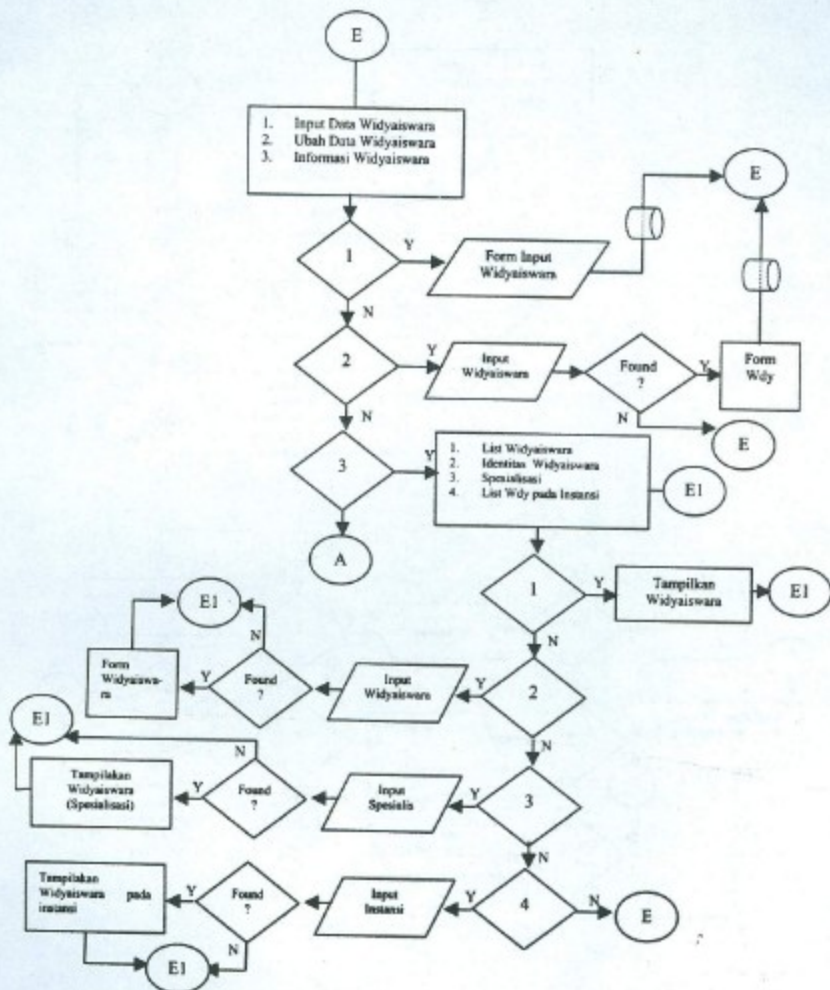 E
1. Input Data Widyaiswara
2. Ubah Data Widyaiswara
3. Informasi Widyaiswara
E
1
Y
Form Input
Widyaiswara
N
2
Y
Input
Widyaiswara
Found
?
Y
Form
Wdy
N
N
E
3
Y
1. List Widyaiswara
2. Identitas Widyaiswara
3. Spesialisasi
4. List Wdy pada Instansi
E1
A
1
Y
Tampilkan
Widyaiswara
E1
E1
N
N
Form
Widyaiswa-
ra
Y
Found
?
Input
Widyaiswara
Y
2
E1
N
N
Tampilakan
Widyaiswara
(Spesialisasi)
Y
Found
?
Input
Spesialis
Y
3
N
Tampilakan
Widyaiswara pada
instansi
Y
Found
?
Input
Instansi
Y
4
N
E
N
E1